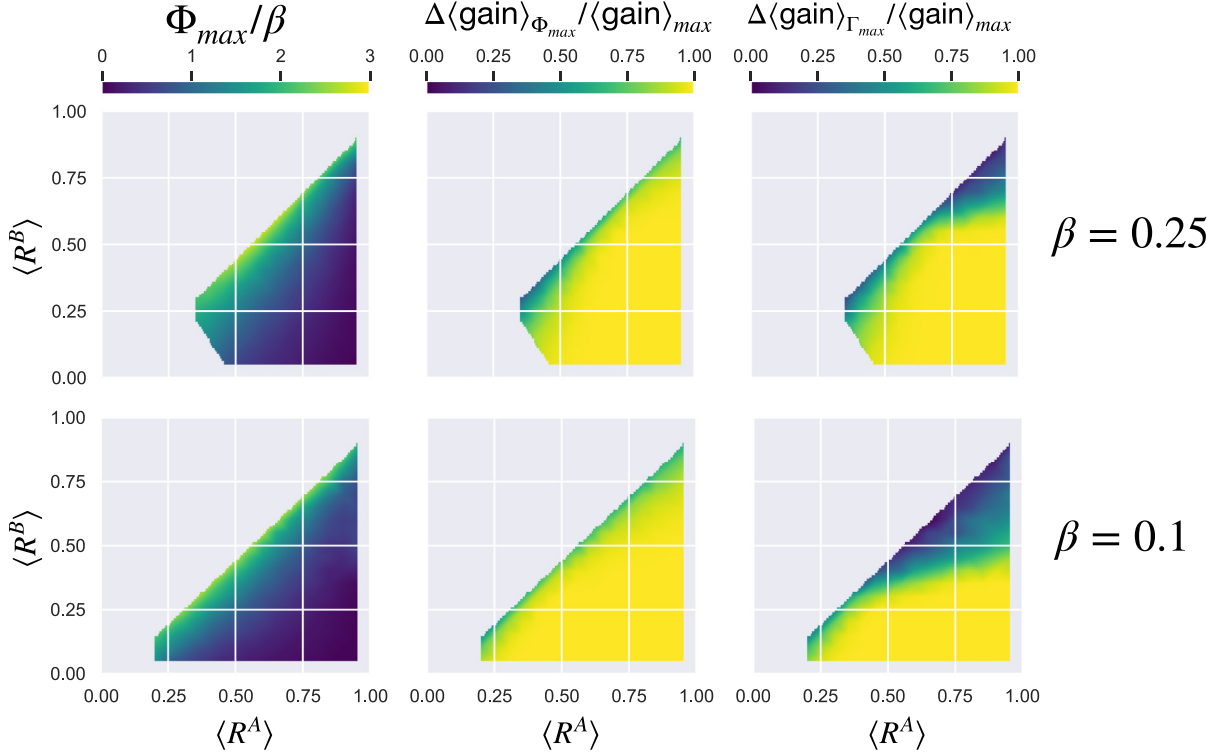 Φ_max/β
Δ⟨gain⟩_Φmax/⟨gain⟩_max
Δ⟨gain⟩_Γmax/⟨gain⟩_max
0 1 2 3
0.00 0.25 0.50 0.75 1.00
0.00 0.25 0.50 0.75 1.00
1.00
0.75
0.50
0.25
0.00
⟨R^B⟩
β = 0.25
1.00
0.75
0.50
0.25
0.00
⟨R^B⟩
β = 0.1
0.00 0.25 0.50 0.75 1.00
0.00 0.25 0.50 0.75 1.00
0.00 0.25 0.50 0.75 1.00
⟨R^A⟩
⟨R^A⟩
⟨R^A⟩